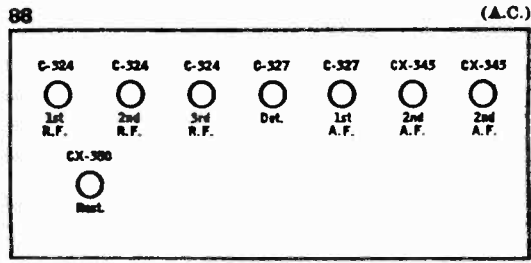 88 (A.C.)
C-324 C-324 C-324 C-327 C-327 CX-345 CX-345
1st 2nd 3rd Det. 1st 2nd 2nd
R.F. R.F. R.F. A.F. A.F. A.F.
CX-380
Rect.